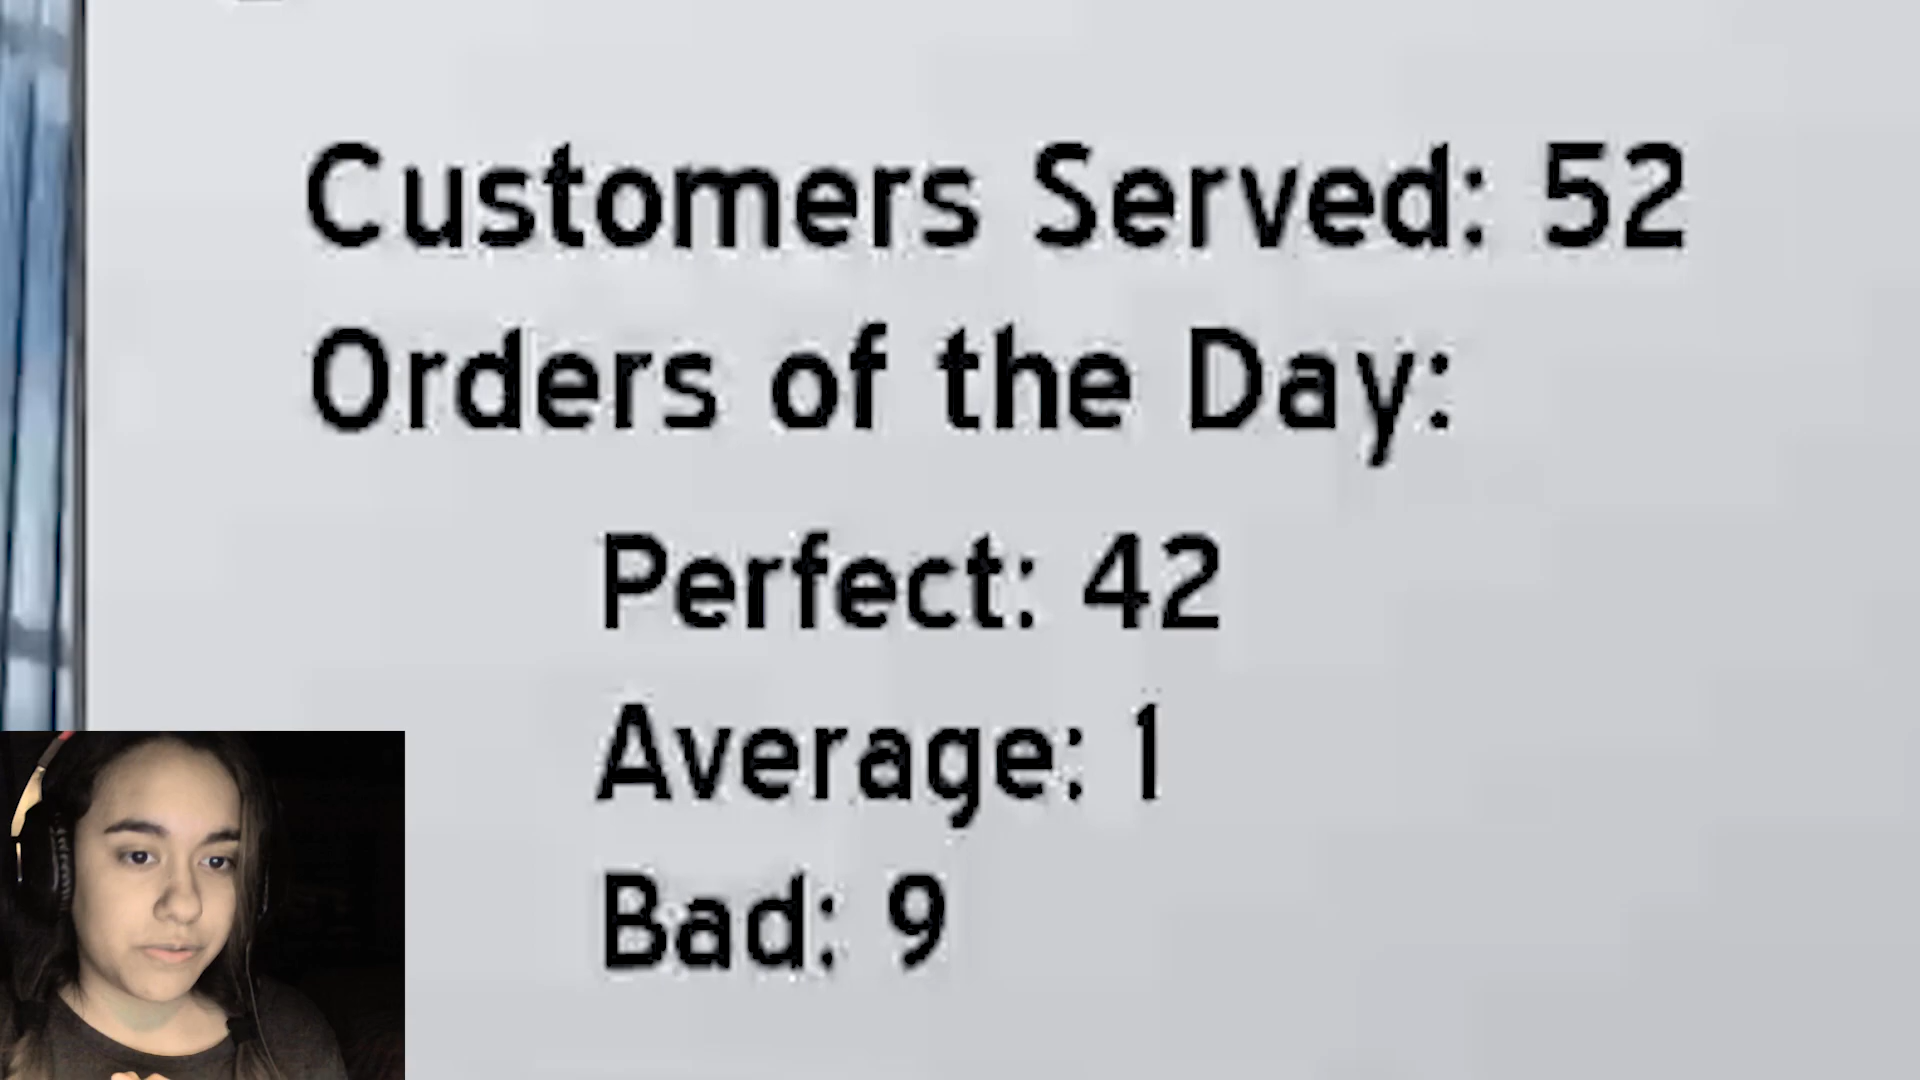 Customers Served: 52
Orders of the Day:
Perfect: 42
Average: 1
Bad: 9